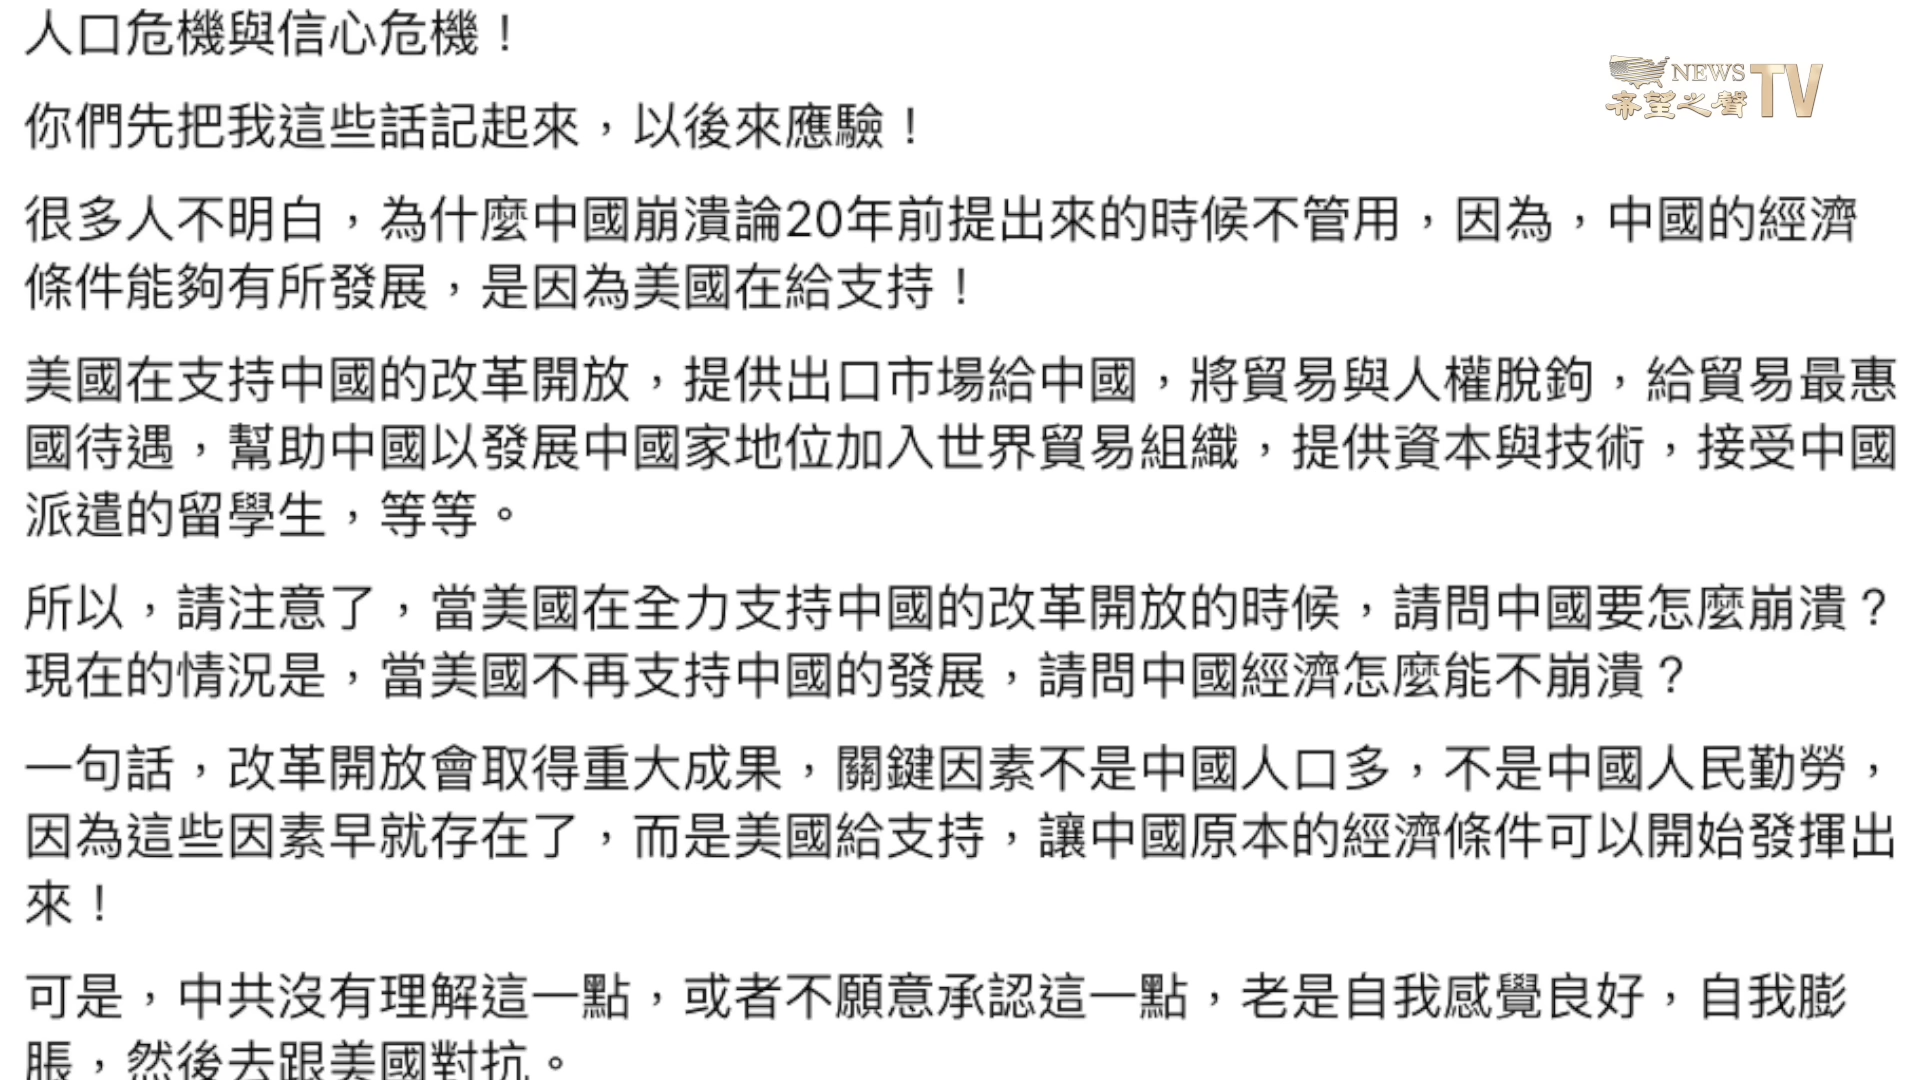 人口危機與信心危機！
NEWS
希望之聲TV
你們先把我這些話記起來，以後來應驗！
很多人不明白，為什麼中國崩潰論20年前提出來的時候不管用，因為，中國的經濟
條件能夠有所發展，是因為美國在給支持！
美國在支持中國的改革開放，提供出口市場給中國，將貿易與人權脫鉤，給貿易最惠
國待遇，幫助中國以發展中國家地位加入世界貿易組織，提供資本與技術，接受中國
派遣的留學生，等等。
所以，請注意了，當美國在全力支持中國的改革開放的時候，請問中國要怎麼崩潰？
現在的情況是，當美國不再支持中國的發展，請問中國經濟怎麼能不崩潰？
一句話，改革開放會取得重大成果，關鍵因素不是中國人口多，不是中國人民勤勞，
因為這些因素早就存在了，而是美國給支持，讓中國原本的經濟條件可以開始發揮出
來！
可是，中共沒有理解這一點，或者不願意承認這一點，老是自我感覺良好，自我膨
脹，然後去跟美國對抗。